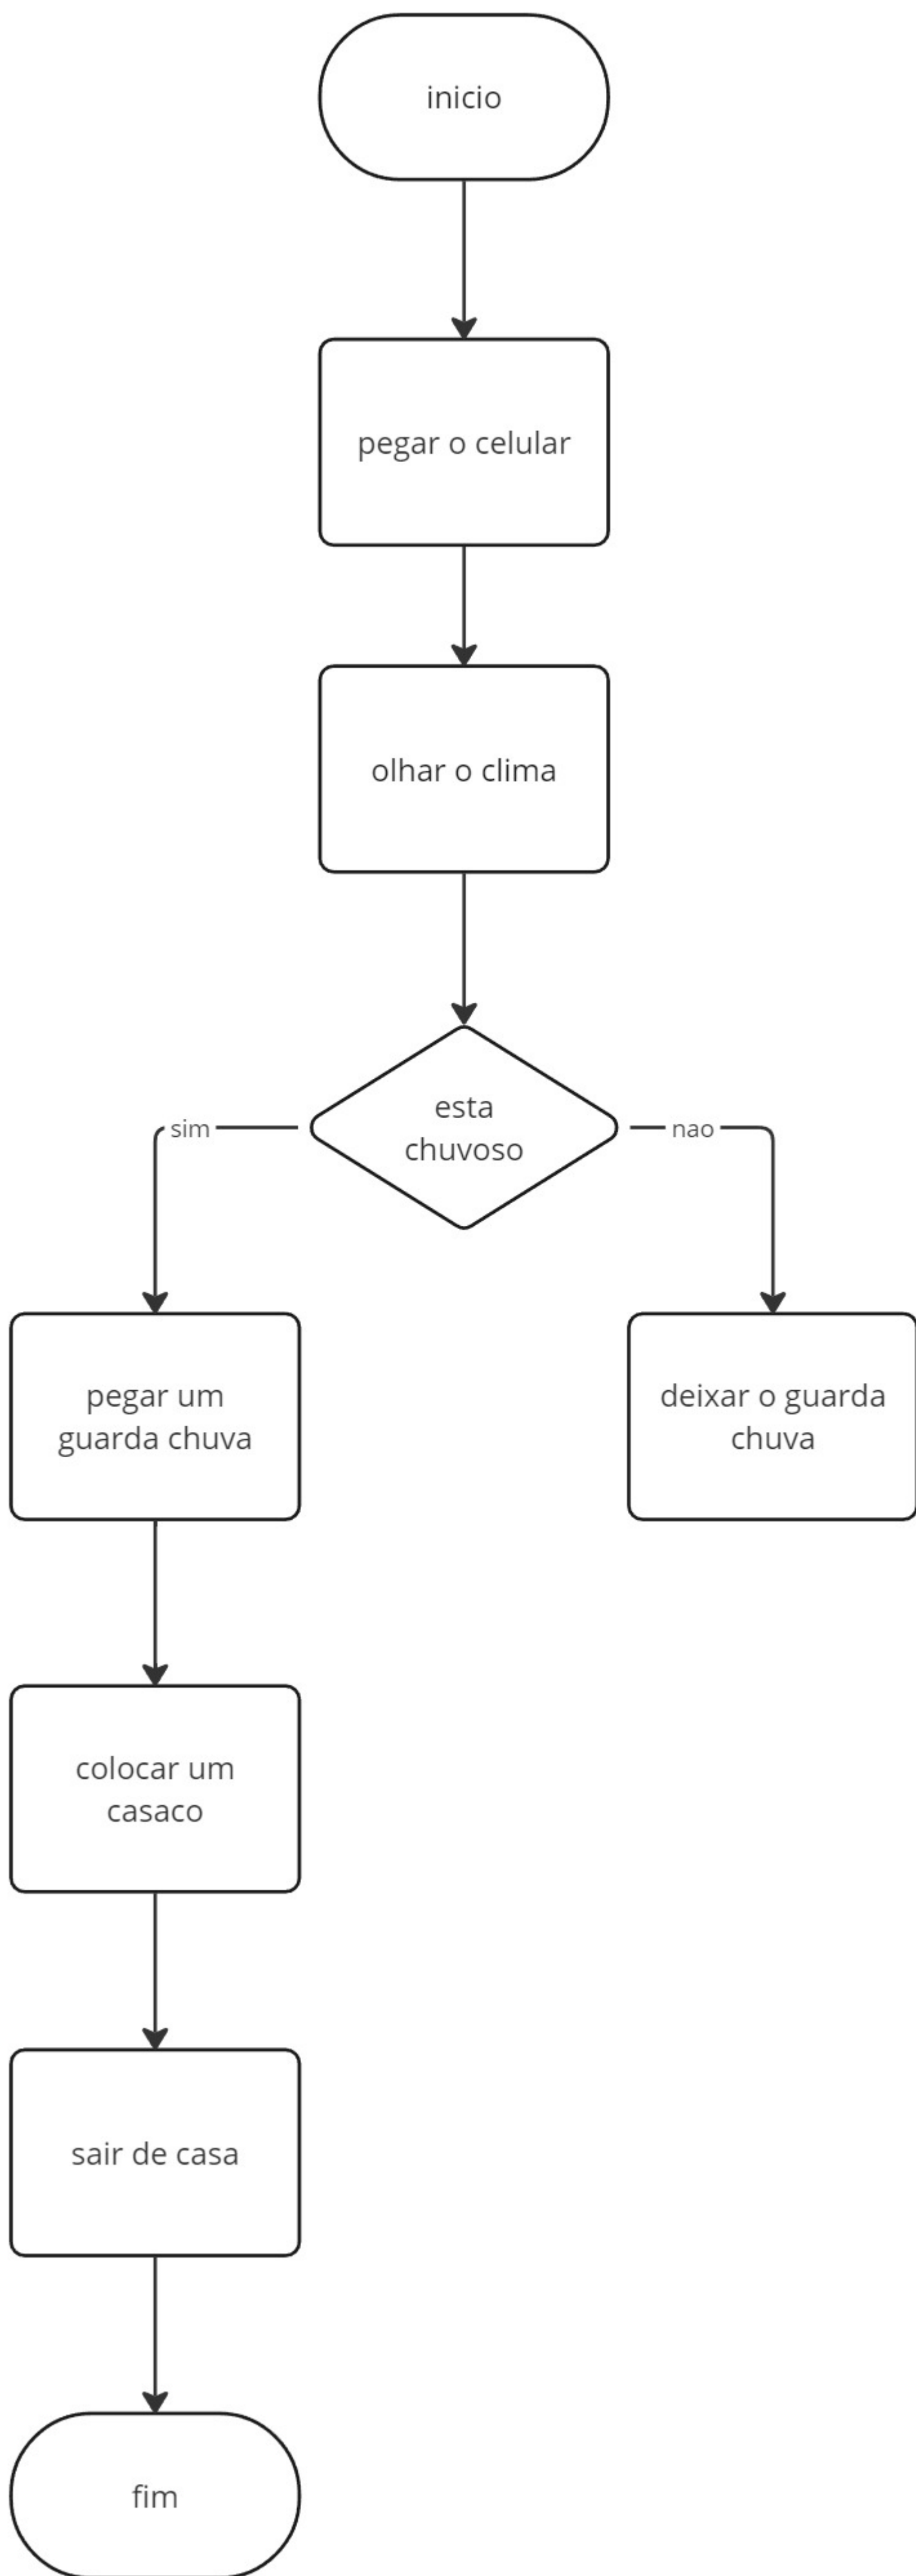 inicio
pegar o celular
olhar o clima
esta
chuvoso
sim
nao
pegar um
guarda chuva
deixar o guarda
chuva
colocar um
casaco
sair de casa
fim